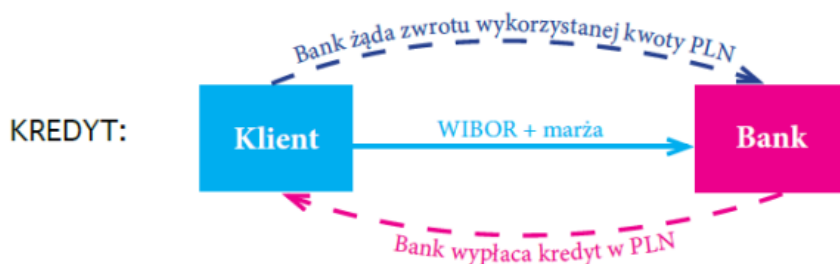 Bank żąda zwrotu wykorzystanej kwoty PLN
KREDYT:
Klient
WIBOR + marża
Bank
Bank wypłaca kredyt w PLN